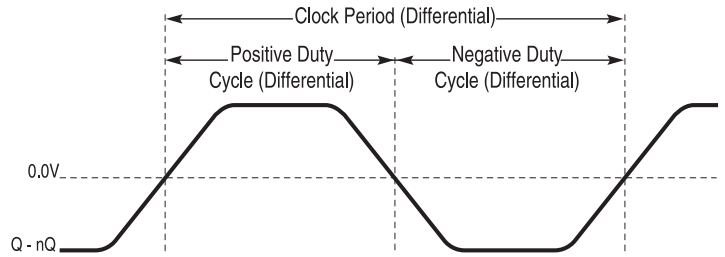 Clock Period (Differential)
Positive Duty
Cycle (Differential)
Negative Duty
Cycle (Differential)
0.0V
Q - nQ